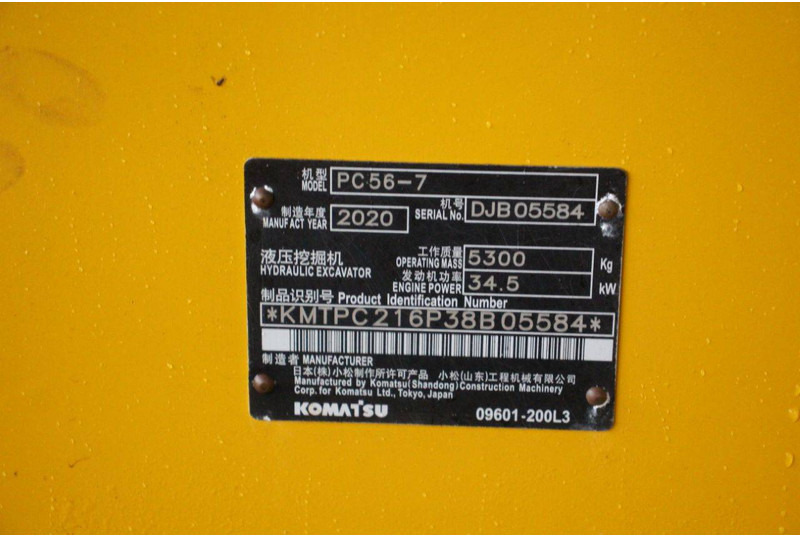 机型
MODEL PC56-7
机号
SERIAL No. DJB05584
制造年度
MANUFACT YEAR 2020
液压挖掘机
HYDRAULIC EXCAVATOR
工作质量
OPERATING MASS 5300 Kg
发动机功率
ENGINE POWER 34.5 kW
制品识别号 Product Identification Number
*KMTPC216P38B05584*
制造者 MANUFACTURER
日本(株)小松制作所许可产品 小松(山东)工程机械有限公司
Manufactured by Komatsu(Shandong)Construction Machinery
Corp.for Komatsu Ltd.,Tokyo,Japan
KOMATSU 09601-200L3